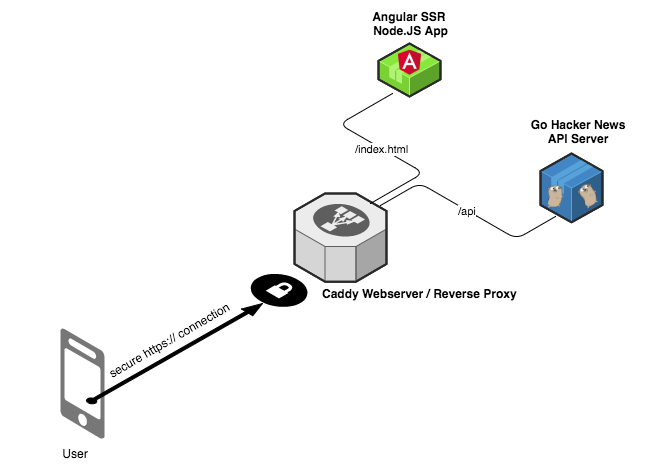 Angular SSR
Node.JS App
Go Hacker News
API Server
/index.html
/api
Caddy Webserver / Reverse Proxy
secure https:// connection
User